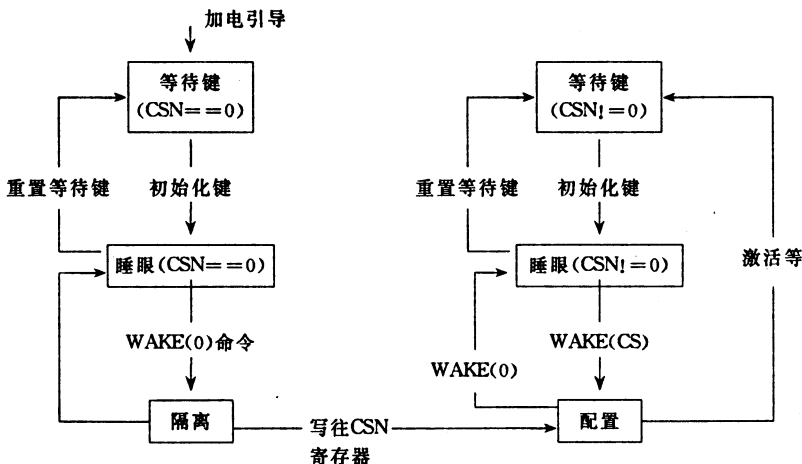 加电引导
等待键
(CSN==0)
等待键
(CSN!=0)
重置等待键
初始化键
重置等待键
初始化键
睡眼(CSN==0)
睡眼(CSN!=0)
激活等
WAKE(0)命令
WAKE(CS)
WAKE(0)
隔离
写往CSN
寄存器
配置